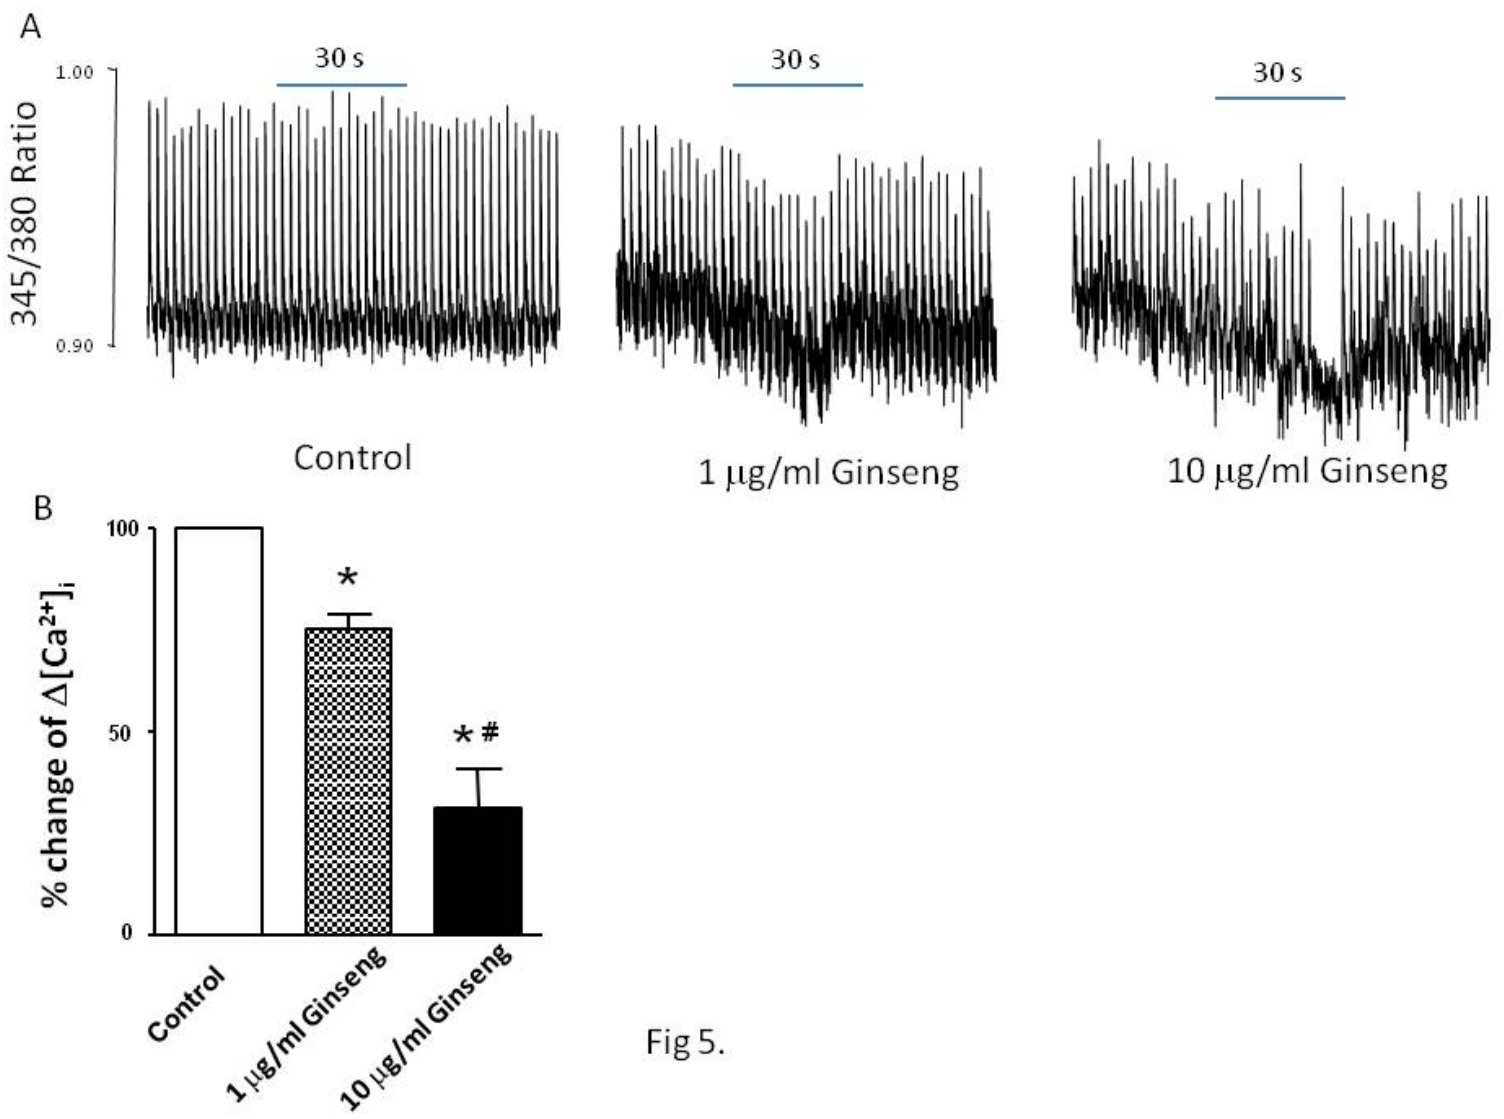 A
30 s
30 s
30 s
1.00
345/380 Ratio
0.90
Control
1 μg/ml Ginseng
10 μg/ml Ginseng
B
100
*
% change of Δ[Ca²⁺]ᵢ
50
* #
0
Control
1 μg/ml Ginseng
10 μg/ml Ginseng
Fig 5.